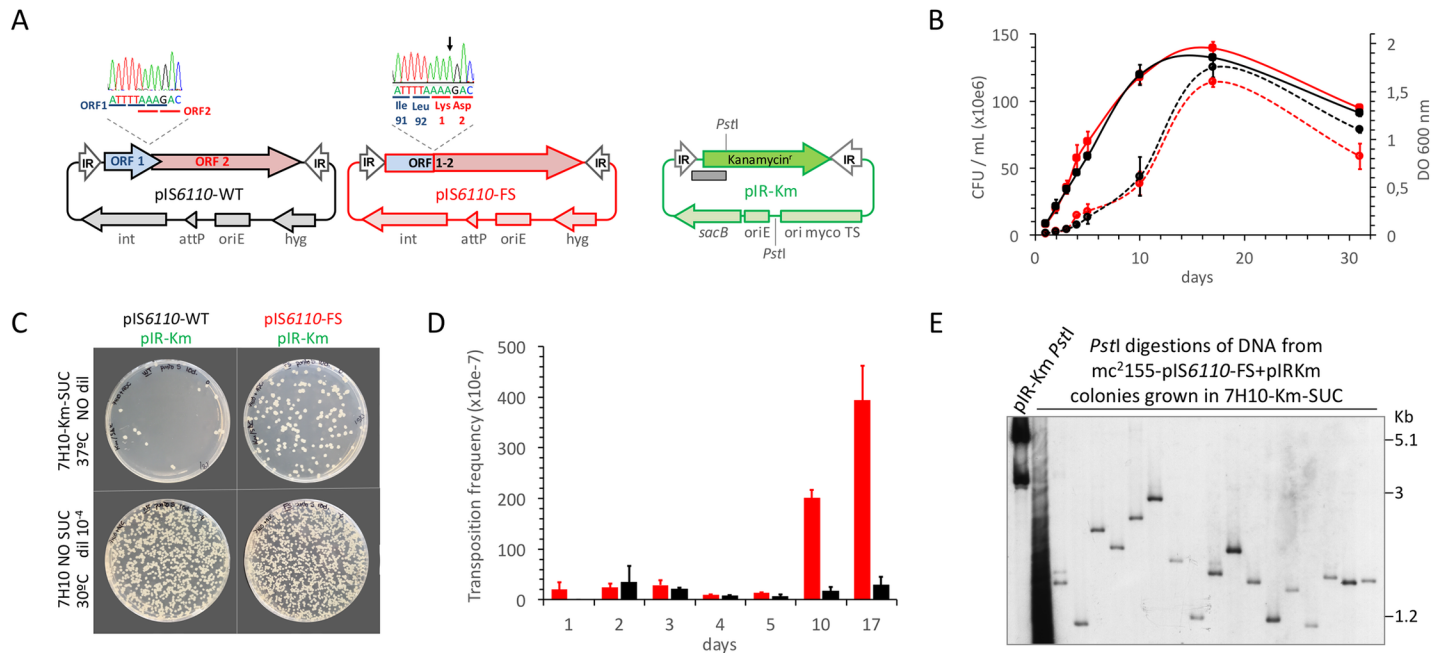 A
ATTTTAAAGAC
ORF1
ORF2
ATTTTAAAAGAC
Ile Leu Lys Asp
91 92 1 2
IR ORF 1 ORF 2 IR
pIS6110-WT
int attP oriE hyg
IR ORF 1-2 IR
pIS6110-FS
int attP oriE hyg
PstI
IR Kanamycinʳ IR
pIR-Km
sacB oriE ori myco TS
PstI
B
CFU / mL (x10e6)
150
100
50
0
DO 600 nm
2
1,5
1
0,5
0
0 10 20 30
days
C
pIS6110-WT pIS6110-FS
pIR-Km pIR-Km
7H10-Km-SUC
37ºC NO dil
7H10 NO SUC
30ºC dil 10⁻⁴
D
Transposition frequency (x10e-7)
500
400
300
200
100
0
1 2 3 4 5 10 17
days
E
pIR-Km PstI
PstI digestions of DNA from
mc²155-pIS6110-FS+pIRKm
colonies grown in 7H10-Km-SUC
Kb
5.1
3
1.2